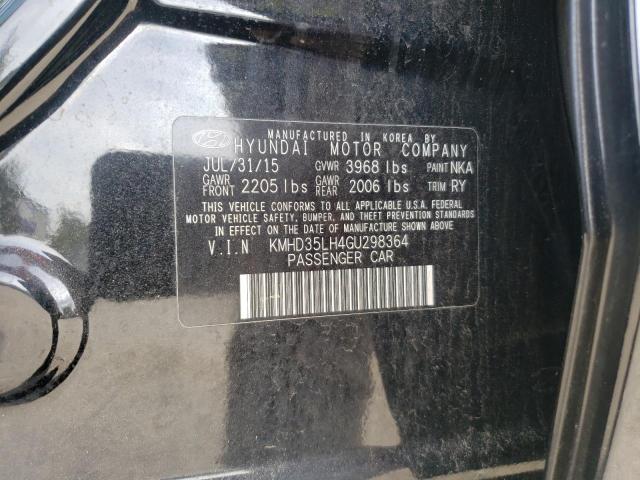 MANUFACTURED IN KOREA BY
HYUNDAI MOTOR COMPANY
JUL/31/15 GVWR 3968 lbs PAINT NKA
GAWR FRONT 2205 lbs GAWR REAR 2006 lbs TRIM RY
THIS VEHICLE CONFORMS TO ALL APPLICABLE U.S.A. FEDERAL
MOTOR VEHICLE SAFETY, BUMPER, AND THEFT PREVENTION STANDARDS
IN EFFECT ON THE DATE OF MANUFACTURE SHOWN ABOVE
V.I.N KMHD35LH4GU298364
PASSENGER CAR